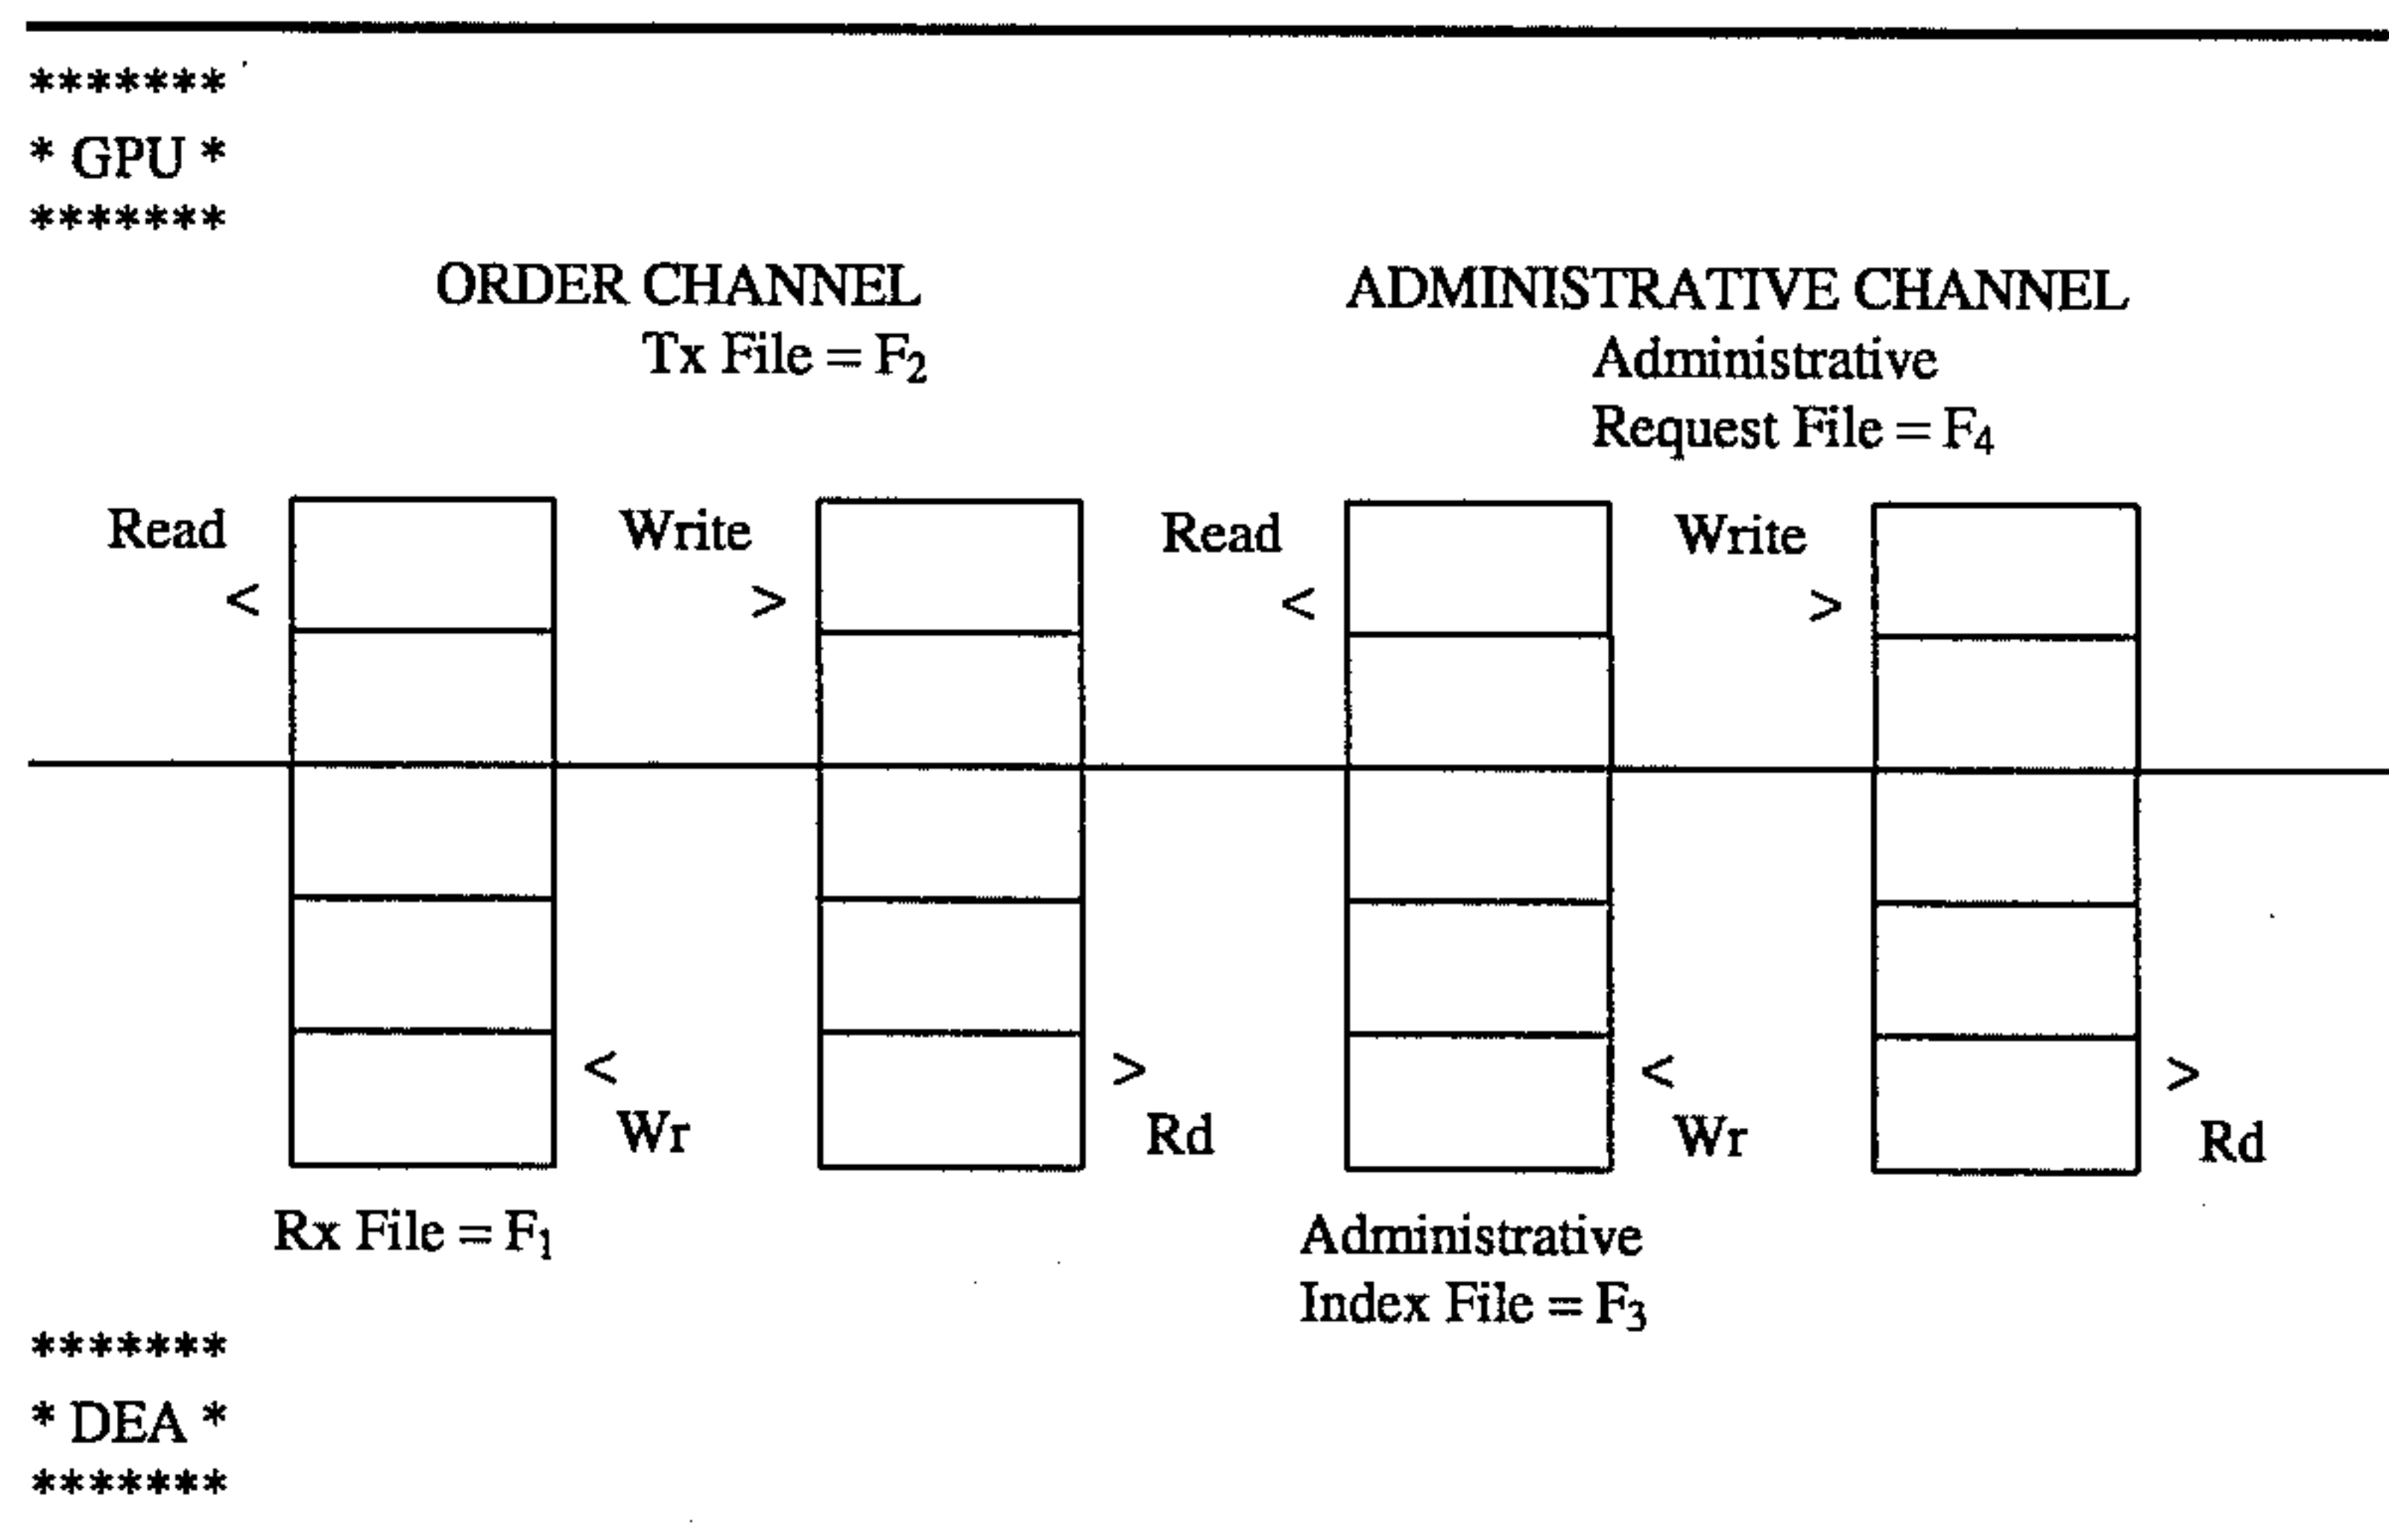 *******
* GPU *
*******
ORDER CHANNEL ADMINISTRATIVE CHANNEL
Tx File = F₂ Administrative
Request File = F₄
Read Write Read Write
< > < >
< > < >
Wr Rd Wr Rd
Rx File = F₁ Administrative
Index File = F₃
*******
* DEA *
*******